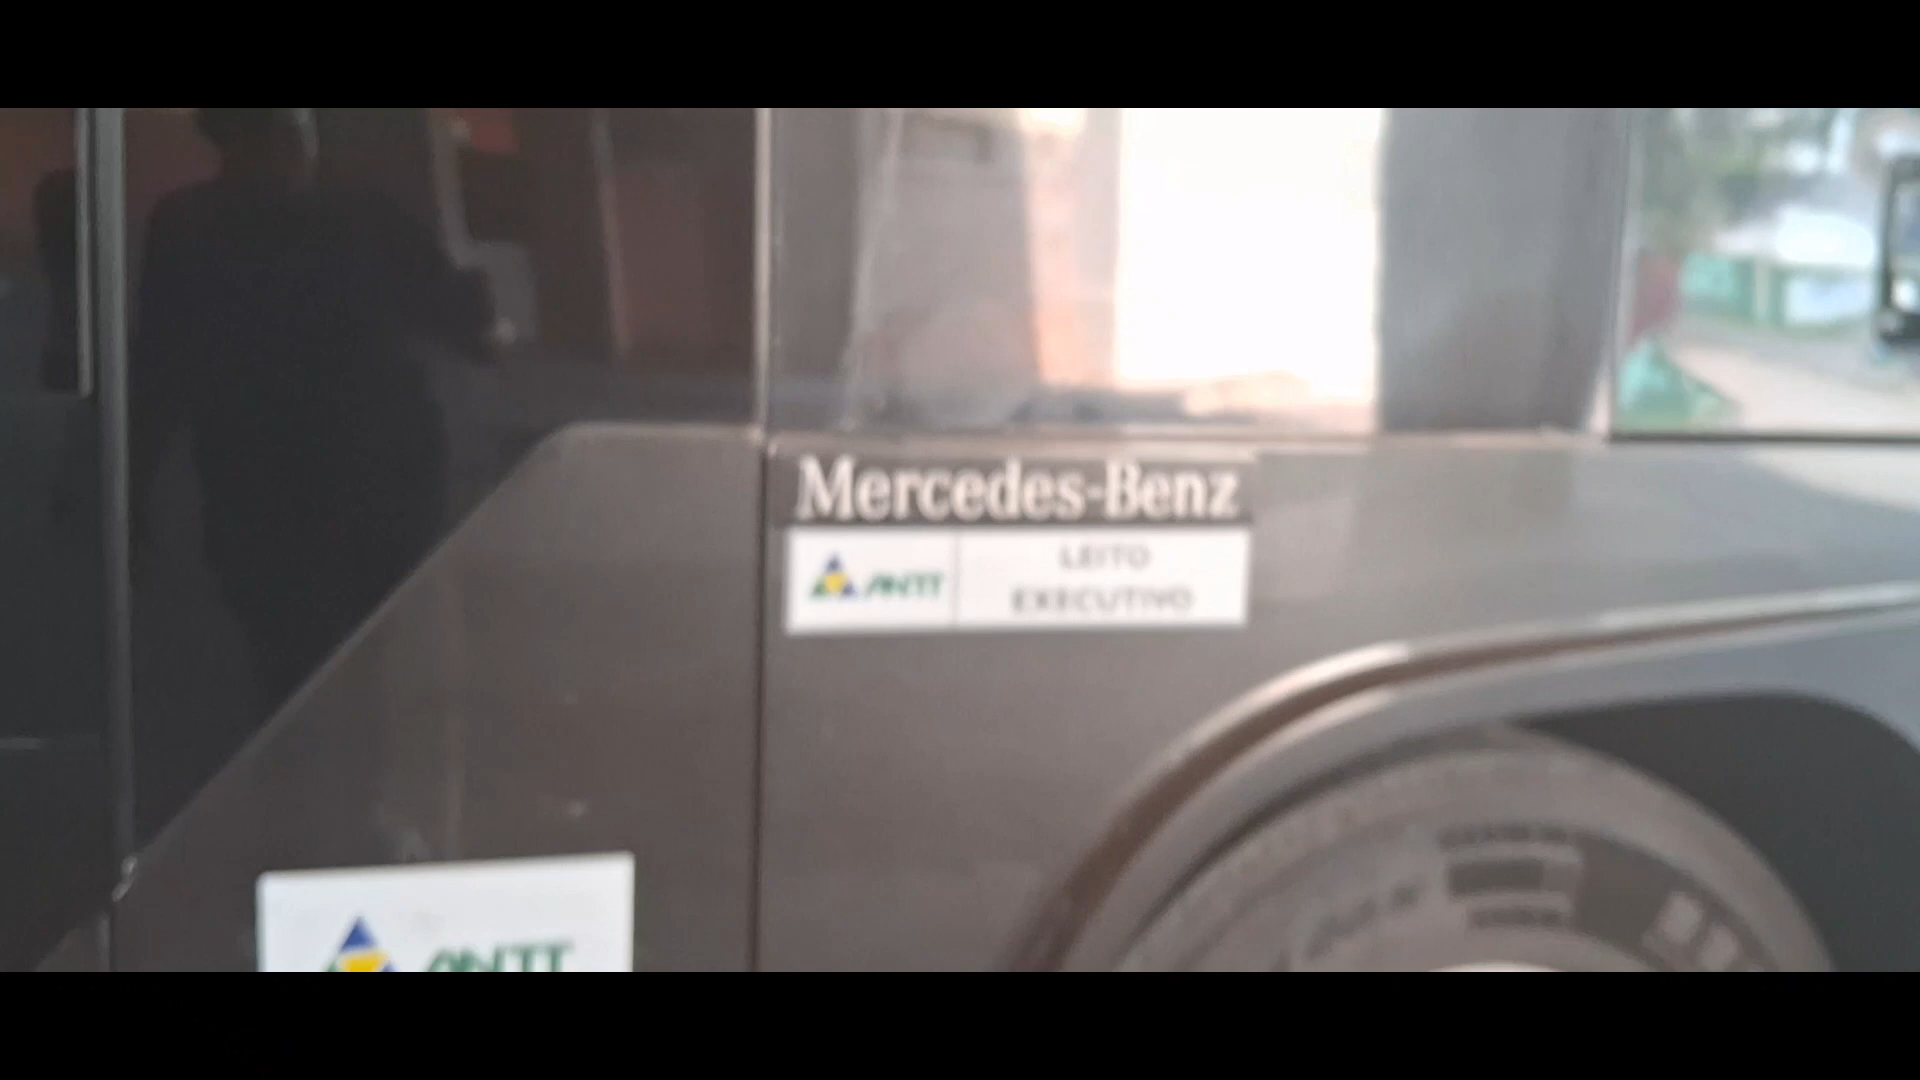 Mercedes-Benz
ANTT
LEITO
EXECUTIVO
ANTT